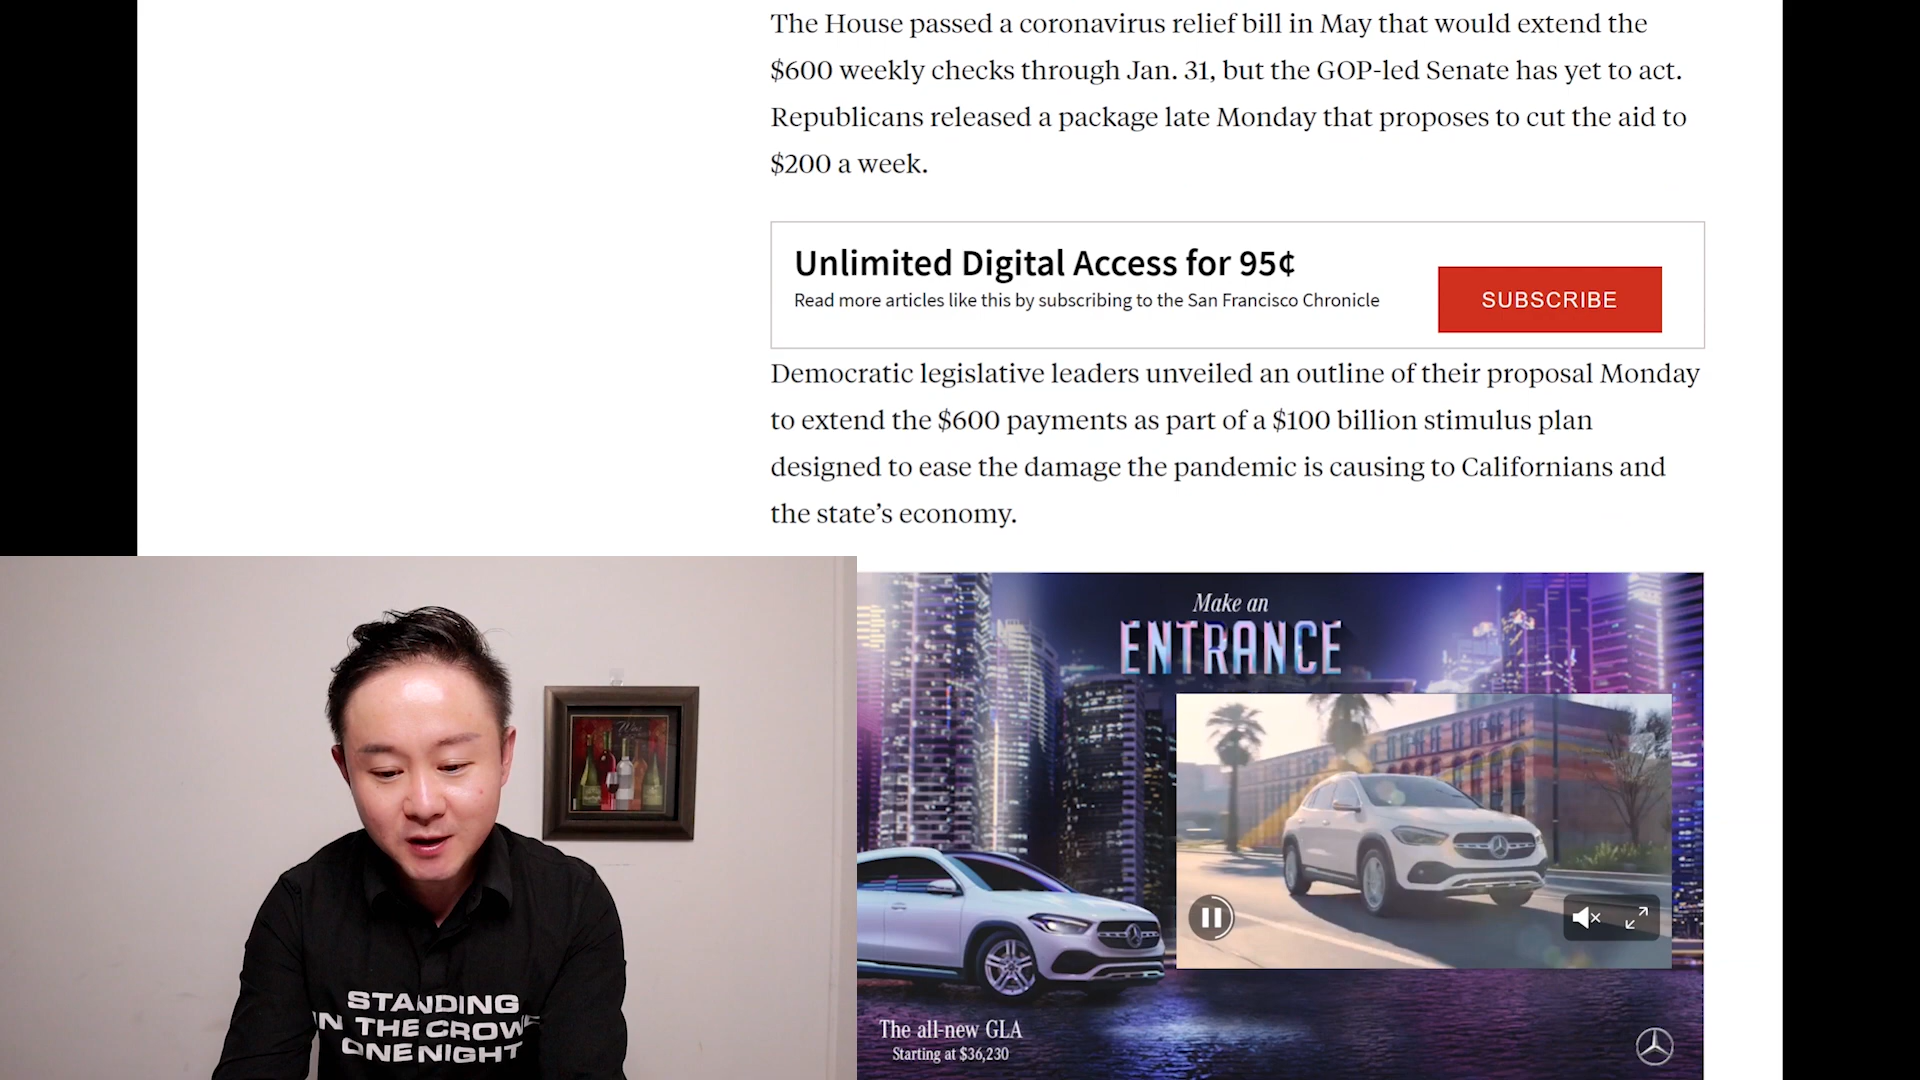 The House passed a coronavirus relief bill in May that would extend the
$600 weekly checks through Jan. 31, but the GOP-led Senate has yet to act.
Republicans released a package late Monday that proposes to cut the aid to
$200 a week.
Unlimited Digital Access for 95¢
Read more articles like this by subscribing to the San Francisco Chronicle
SUBSCRIBE
Democratic legislative leaders unveiled an outline of their proposal Monday
to extend the $600 payments as part of a $100 billion stimulus plan
designed to ease the damage the pandemic is causing to Californians and
the state’s economy.
Make an
ENTRANCE
The all-new GLA
Starting at $36,230
Wine
STANDING
IN THE CROWD
ONE NIGHT